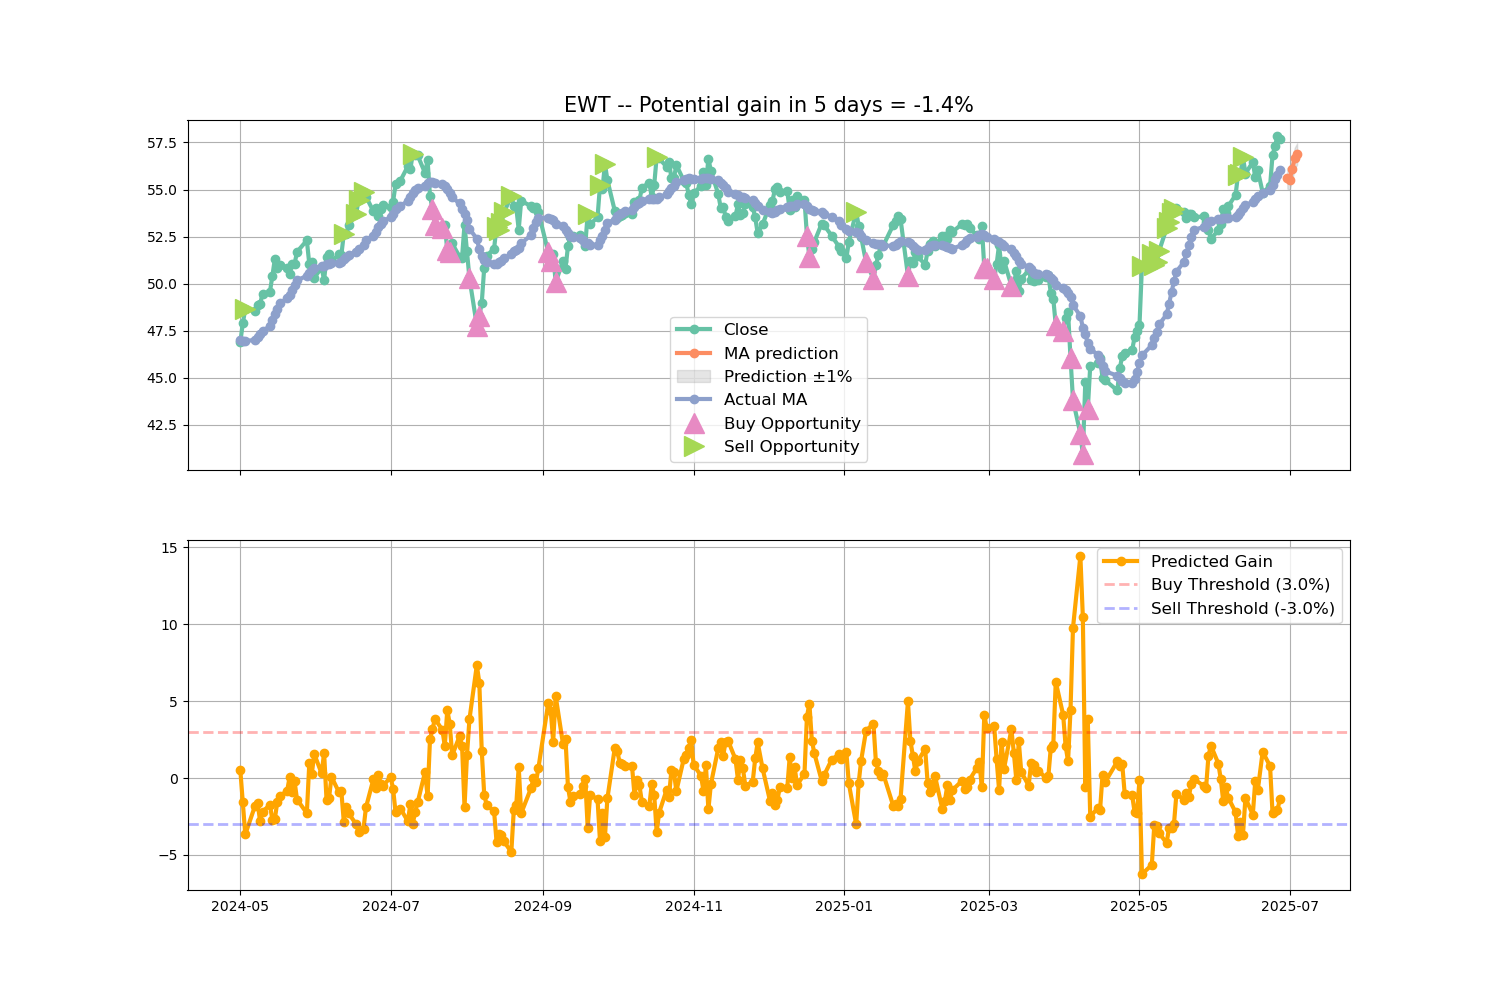 EWT -- Potential gain in 5 days = -1.4%
57.5
55.0
52.5
50.0
47.5
45.0
42.5
Close
MA prediction
Prediction ±1%
Actual MA
Buy Opportunity
Sell Opportunity
15
10
5
0
−5
Predicted Gain
Buy Threshold (3.0%)
Sell Threshold (-3.0%)
2024-05
2024-07
2024-09
2024-11
2025-01
2025-03
2025-05
2025-07